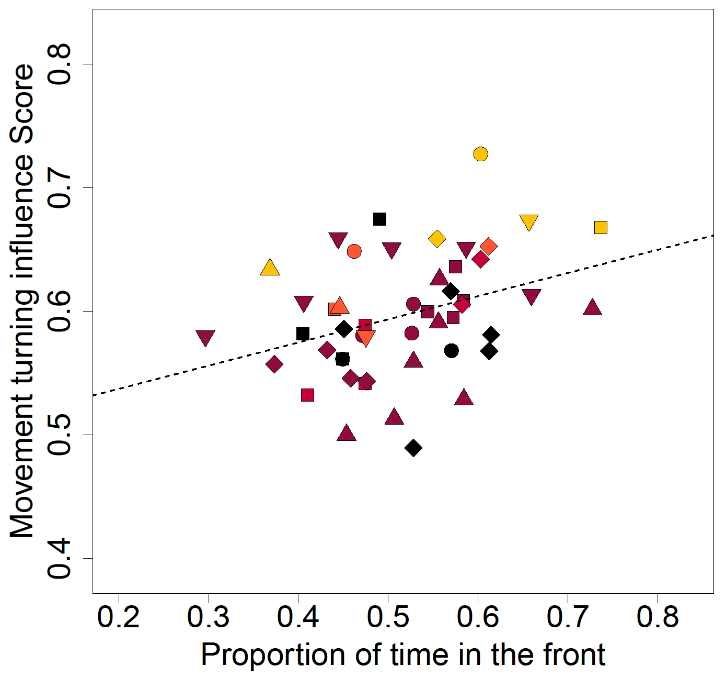 Movement turning influence Score
0.8
0.7
0.6
0.5
0.4
0.2 0.3 0.4 0.5 0.6 0.7 0.8
Proportion of time in the front